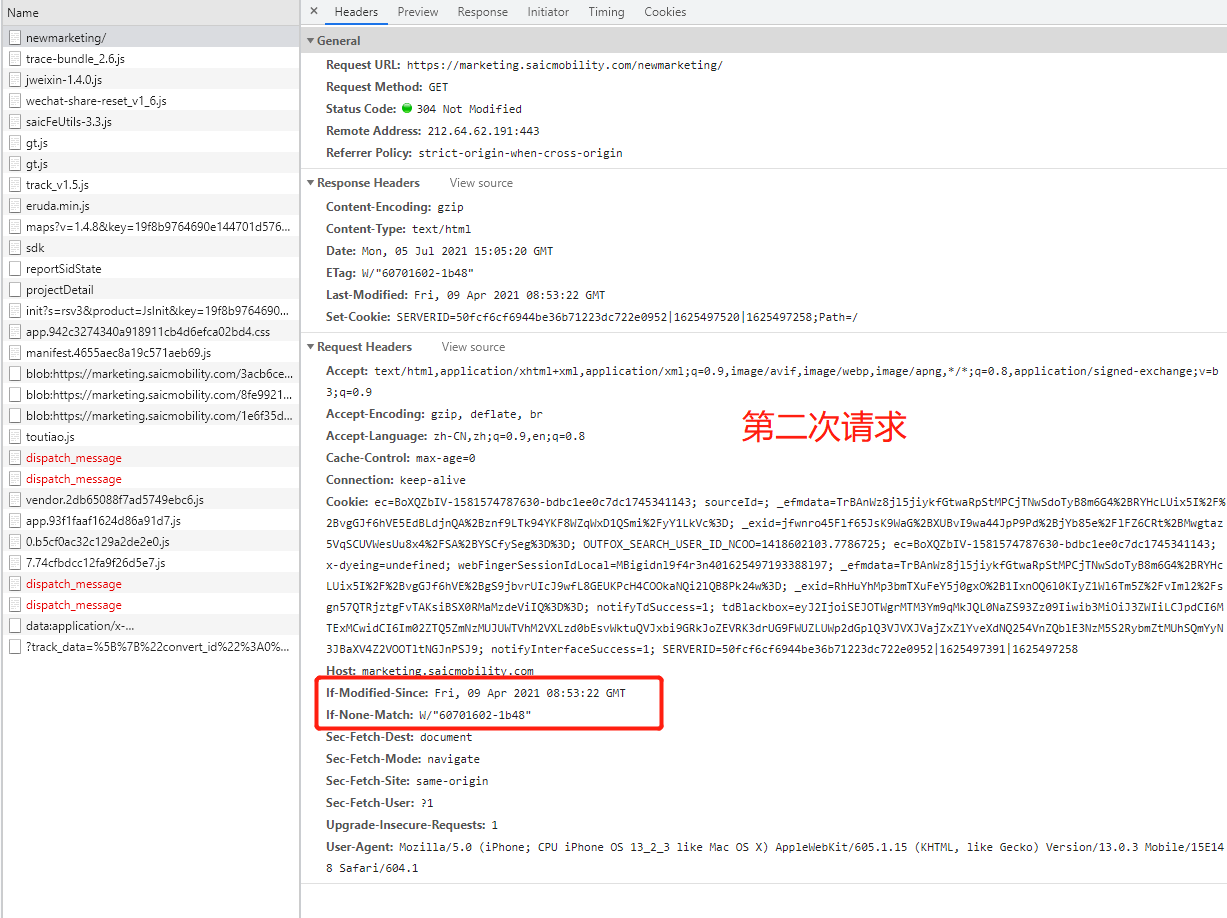 Name
newmarketing/
trace-bundle_2.6.js
jweixin-1.4.0.js
wechat-share-reset_v1_6.js
saicFeUtils-3.3.js
gt.js
gt.js
track_v1.5.js
eruda.min.js
maps?v=1.4.8&key=19f8b9764690e144701d576...
sdk
reportSidState
projectDetail
init?s=rsv3&product=JsInit&key=19f8b9764690...
app.942c3274340a918911cb4d6efca02bd4.css
manifest.4655aec8a19c571aeb69.js
blob:https://marketing.saicmobility.com/3acb6ce...
blob:https://marketing.saicmobility.com/8fe9921...
blob:https://marketing.saicmobility.com/1e6f35d...
toutiao.js
dispatch_message
dispatch_message
vendor.2db65088f7ad5749ebc6.js
app.93f1faaf1624d86a91d7.js
0.b5cf0ac32c129a2de2e0.js
7.74cfbdcc12fa9f26d5e7.js
dispatch_message
dispatch_message
data:application/x-...
?track_data=%5B%7B%22convert_id%22%3A0%...
× Headers Preview Response Initiator Timing Cookies
General
Request URL: https://marketing.saicmobility.com/newmarketing/
Request Method: GET
Status Code: 304 Not Modified
Remote Address: 212.64.62.191:443
Referrer Policy: strict-origin-when-cross-origin
Response Headers View source
Content-Encoding: gzip
Content-Type: text/html
Date: Mon, 05 Jul 2021 15:05:20 GMT
ETag: W/"60701602-1b48"
Last-Modified: Fri, 09 Apr 2021 08:53:22 GMT
Set-Cookie: SERVERID=50fcf6cf6944be36b71223dc722e0952|1625497520|1625497258;Path=/
Request Headers View source
Accept: text/html,application/xhtml+xml,application/xml;q=0.9,image/avif,image/webp,image/apng,*/*;q=0.8,application/signed-exchange;v=b
3;q=0.9
Accept-Encoding: gzip, deflate, br
Accept-Language: zh-CN,zh;q=0.9,en;q=0.8
第二次请求
Cache-Control: max-age=0
Connection: keep-alive
Cookie: ec=BoXQZbIV-1581574787630-bdbc1ee0c7dc1745341143; sourceId=; _efmdata=TrBAnWz8jl5jiykfGtwaRpStMPCjTNwSdoTyB8m6G4%2BRYHcLUix5I%2F%
2BvgGJf6hVE5EdBLdjnQA%2Bznf9LTk94YKF8WZqWxD1QSmi%2FyY1LkVc%3D; _exid=jfwnro45Flf65JsK9WaG%2BXUBvI9wa44JpP9Pd%2BjYb85e%2FlFZ6CRt%2BMwgtaz
5VqSCUVWesUu8x4%2FSA%2BYSCfySeg%3D%3D; OUTFOX_SEARCH_USER_ID_NCOO=1418602103.7786725; ec=BoXQZbIV-1581574787630-bdbc1ee0c7dc1745341143;
x-dyeing=undefined; webFingerSessionIdLocal=MBigidnl9f4r3n401625497193388197; _efmdata=TrBAnWz8jl5jiykfGtwaRpStMPCjTNwSdoTyB8m6G4%2BRYHc
LUix5I%2F%2BvgGJf6hVE%2BgS9jbvrUIcJ9wfL8GEUKPcH4COOkaNQi2lQB8Pk24w%3D; _exid=RhHuYhMp3bmTXuFeY5j0gxO%2B1IxnOQ6l0KIyZ1Wl6Tm5Z%2FvIml2%2Fs
gn57QTRjztgFvTAKsiBSX0RMaMzdeViIQ%3D%3D; notifyTdSuccess=1; tdBlackbox=eyJ2IjoiSEJOTWgrMTM3Ym9qMkJQL0NaZS93Zz09Iiwib3MiOiJ3ZWIiLCJpdCI6M
TExMCwidCI6Im02ZTQ5ZmNzMUJUWTVhM2VXLzd0bEsvWktuQVJxbi9GRkJoZEVRK3drUG9FWUZLUWp2dGplQ3VJVXJVajZxZ1YveXdNQ254VnZQblE3NzM5S2RybmZtMUhSQmYyN
3JBaXV4Z2VOOTltNGJnPSJ9; notifyInterfaceSuccess=1; SERVERID=50fcf6cf6944be36b71223dc722e0952|1625497391|1625497258
Host: marketing.saicmobility.com
If-Modified-Since: Fri, 09 Apr 2021 08:53:22 GMT
If-None-Match: W/"60701602-1b48"
Sec-Fetch-Dest: document
Sec-Fetch-Mode: navigate
Sec-Fetch-Site: same-origin
Sec-Fetch-User: ?1
Upgrade-Insecure-Requests: 1
User-Agent: Mozilla/5.0 (iPhone; CPU iPhone OS 13_2_3 like Mac OS X) AppleWebKit/605.1.15 (KHTML, like Gecko) Version/13.0.3 Mobile/15E14
8 Safari/604.1